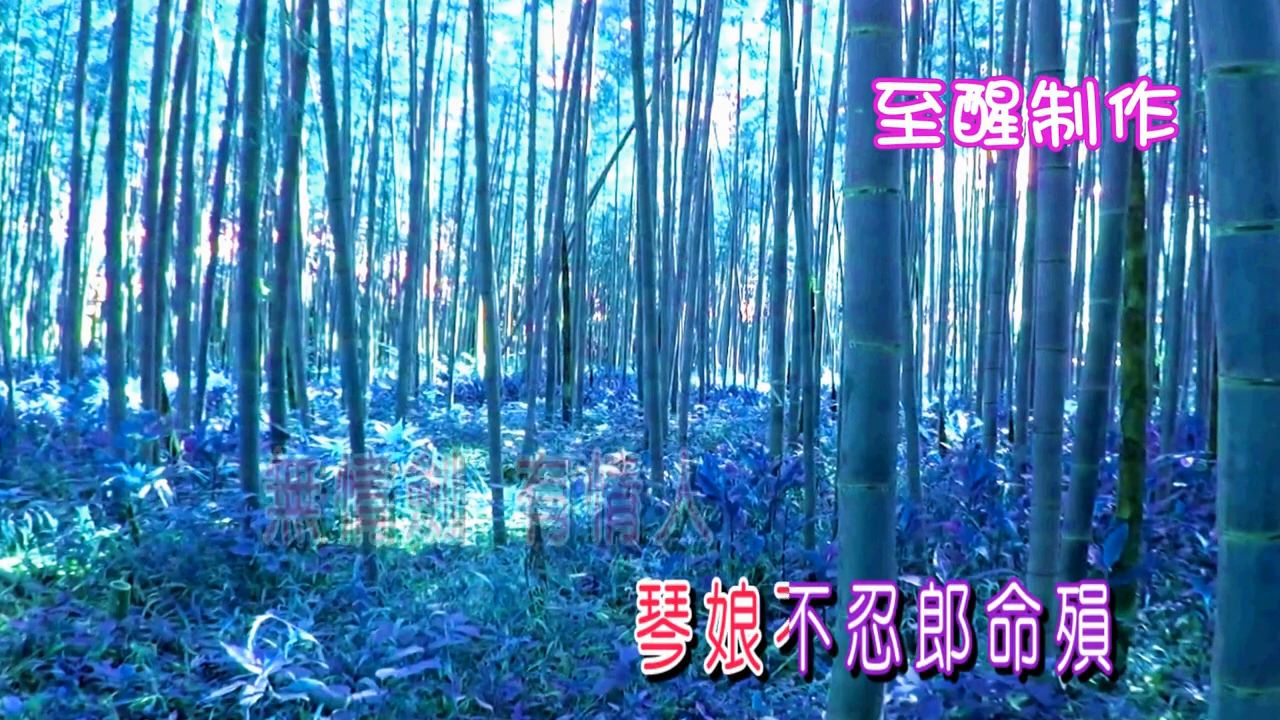 至醒制作
無情劍 有情人
琴娘不忍郎命殞